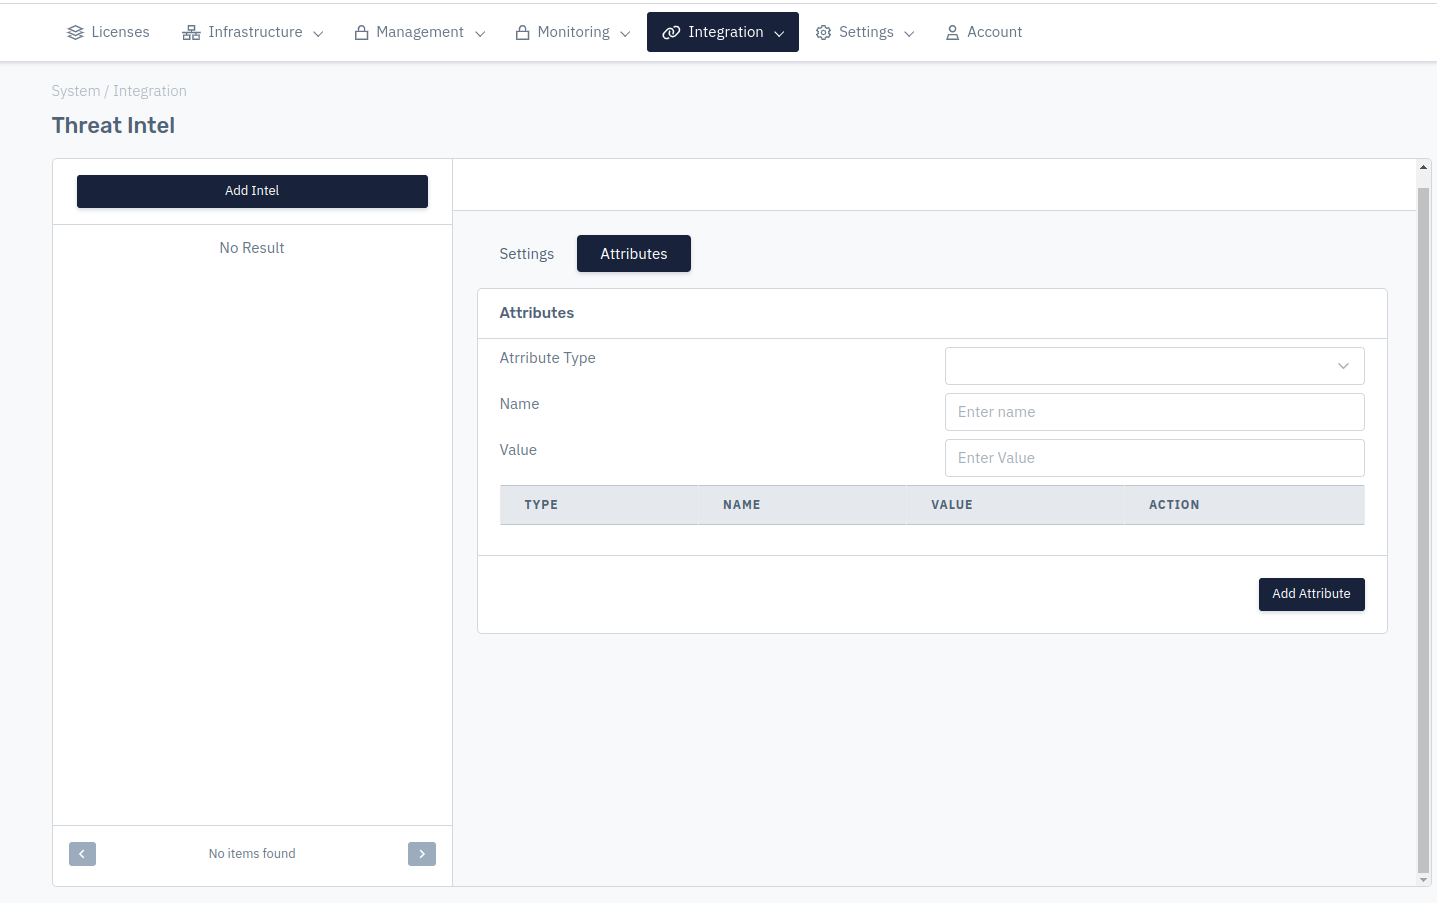 Licenses Infrastructure Management Monitoring Integration Settings Account
System / Integration
Threat Intel
Add Intel
No Result
Settings Attributes
Attributes
Atrribute Type
Name Enter name
Value Enter Value
TYPE NAME VALUE ACTION
Add Attribute
No items found